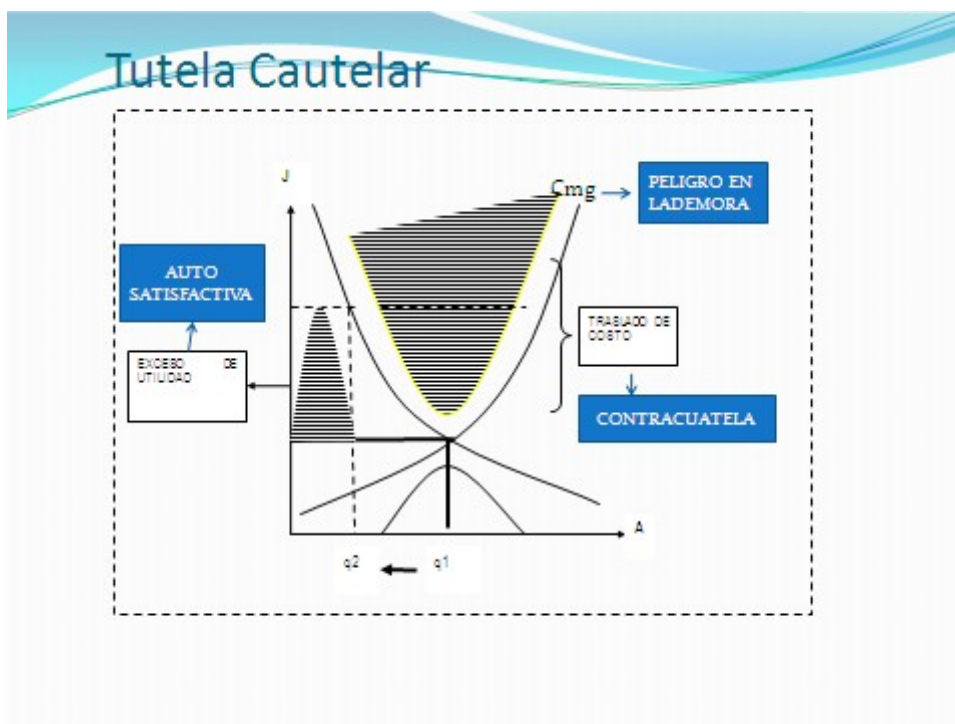 Tutela Cautelar
J
Cmg
PELIGRO EN
LADEMORA
AUTO
SATISFACTIVA
EXCESO DE
UTILIDAD
TRASLADO DE
COSTO
CONTRACUATELA
A
q2
q1